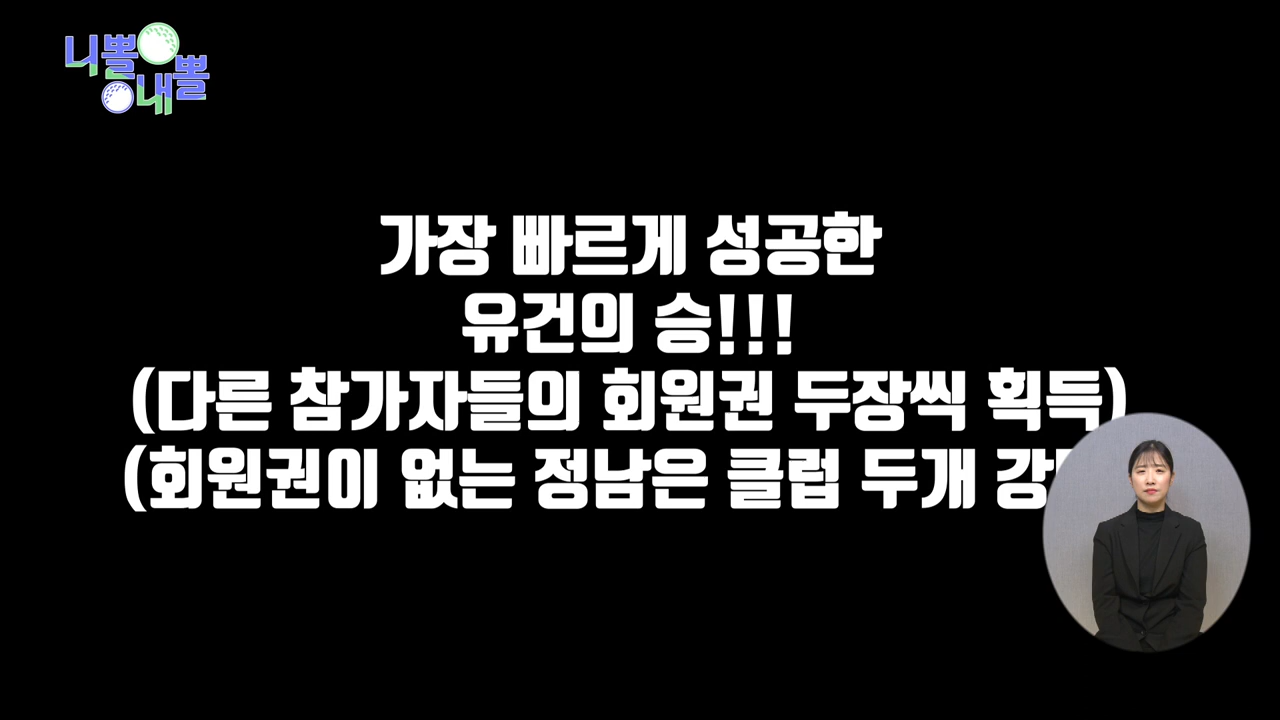 니뽈
내뽈
가장 빠르게 성공한
유건의 승!!!
(다른 참가자들의 회원권 두장씩 획득)
(회원권이 없는 정남은 클럽 두개